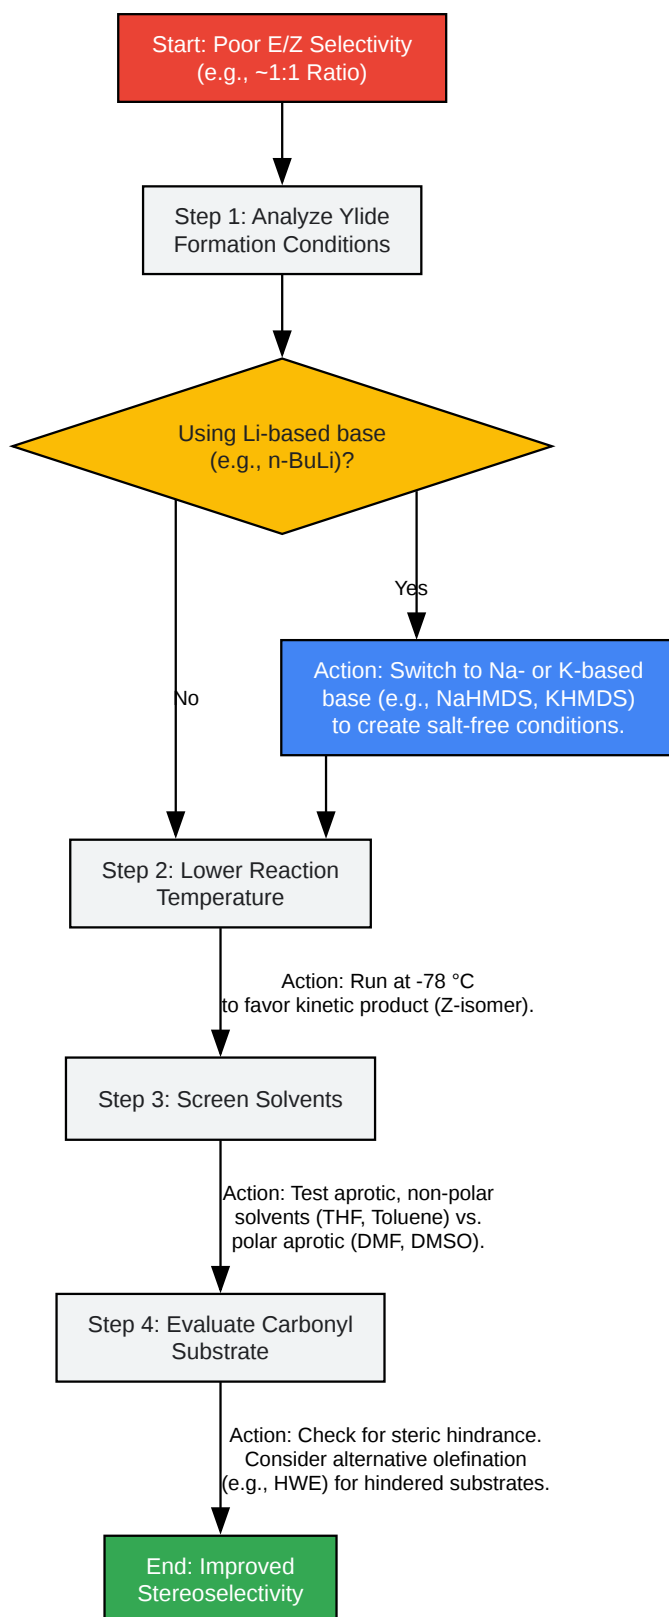 Start: Poor E/Z Selectivity
(e.g., ~1:1 Ratio)
Step 1: Analyze Ylide
Formation Conditions
Using Li-based base
(e.g., n-BuLi)?
Yes
Action: Switch to Na- or K-based
base (e.g., NaHMDS, KHMDS)
to create salt-free conditions.
No
Step 2: Lower Reaction
Temperature
Action: Run at -78 °C
to favor kinetic product (Z-isomer).
Step 3: Screen Solvents
Action: Test aprotic, non-polar
solvents (THF, Toluene) vs.
polar aprotic (DMF, DMSO).
Step 4: Evaluate Carbonyl
Substrate
Action: Check for steric hindrance.
Consider alternative olefination
(e.g., HWE) for hindered substrates.
End: Improved
Stereoselectivity